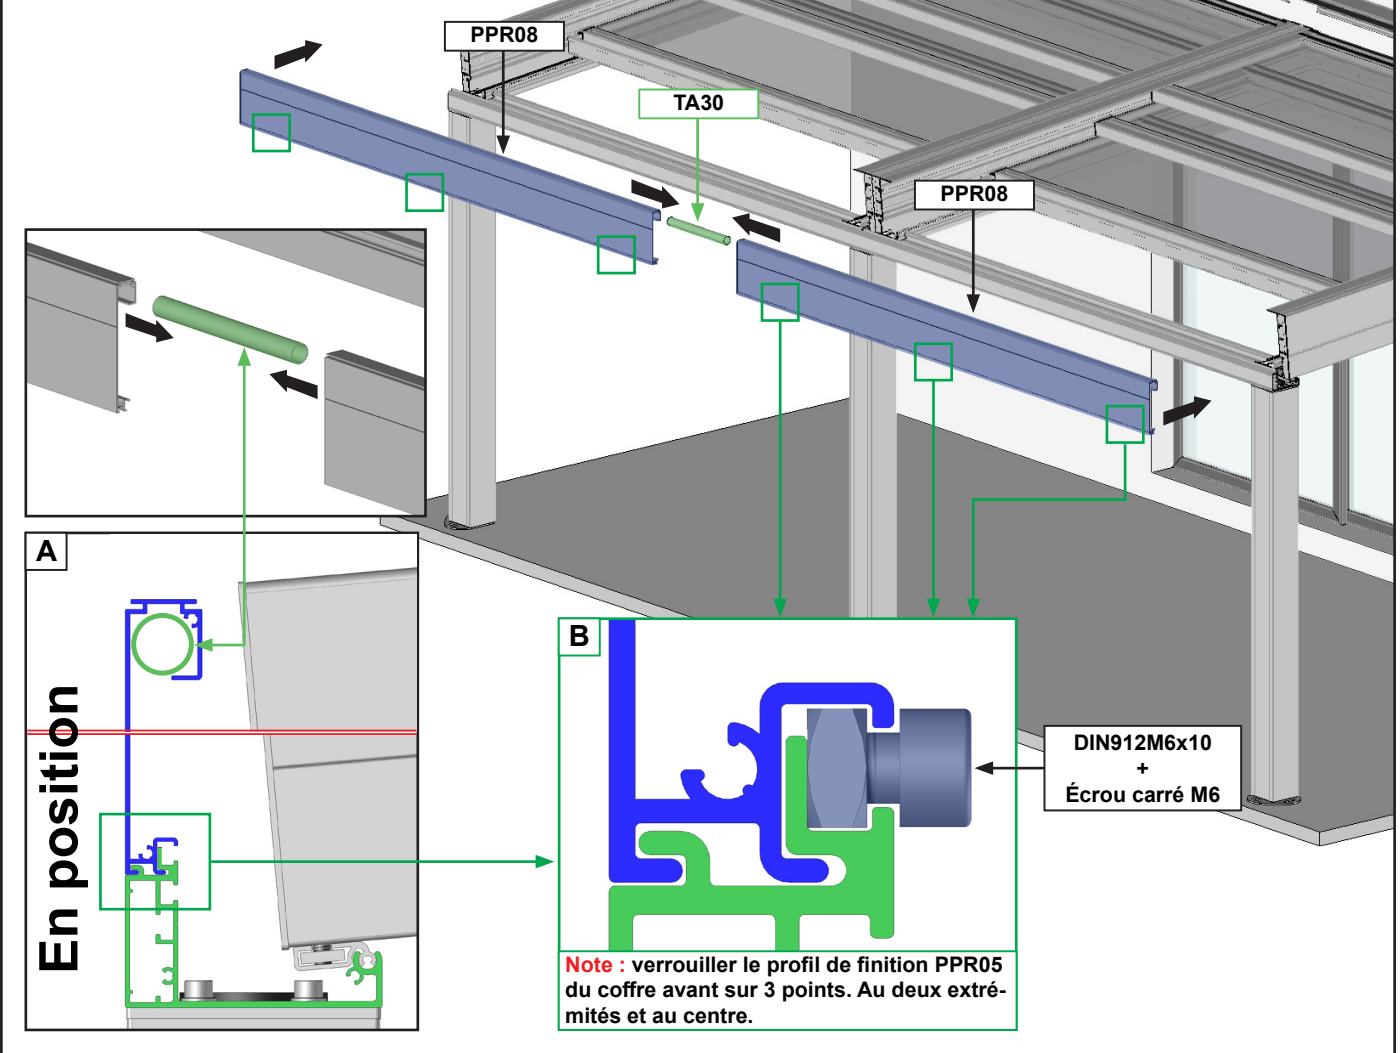 PPR08
TA30
PPR08
A
En position
B
DIN912M6x10
+
Écrou carré M6
Note : verrouiller le profil de finition PPR05
du coffre avant sur 3 points. Au deux extré-
mités et au centre.